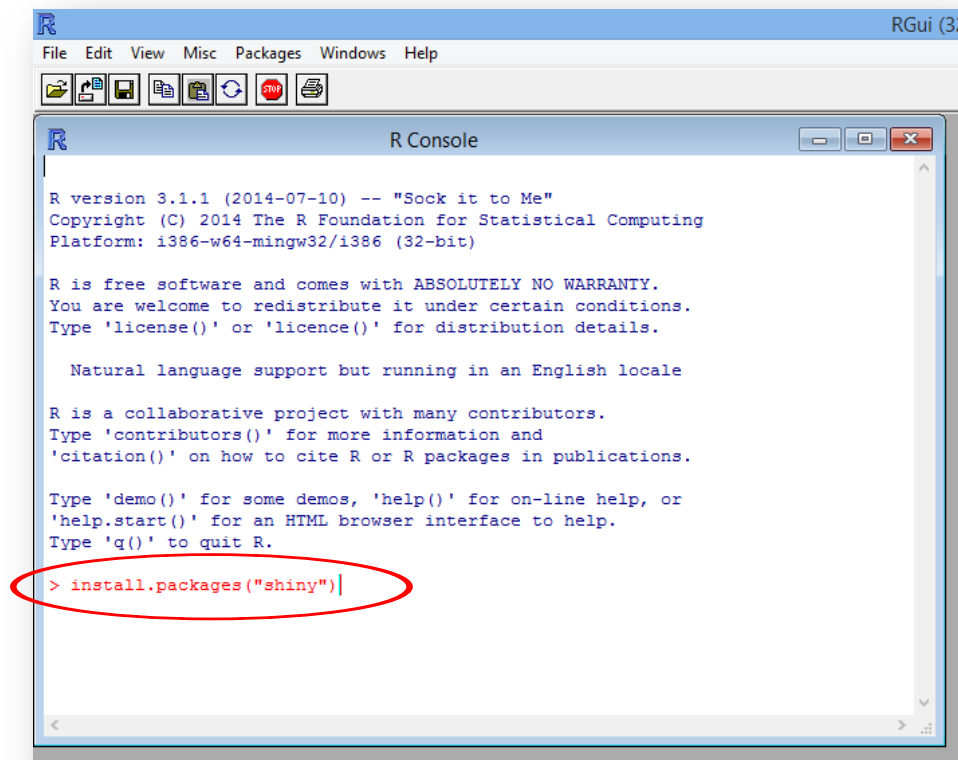 RGui (32
File Edit View Misc Packages Windows Help
STOP
R Console
R version 3.1.1 (2014-07-10) -- "Sock it to Me"
Copyright (C) 2014 The R Foundation for Statistical Computing
Platform: i386-w64-mingw32/i386 (32-bit)
R is free software and comes with ABSOLUTELY NO WARRANTY.
You are welcome to redistribute it under certain conditions.
Type 'license()' or 'licence()' for distribution details.
Natural language support but running in an English locale
R is a collaborative project with many contributors.
Type 'contributors()' for more information and
'citation()' on how to cite R or R packages in publications.
Type 'demo()' for some demos, 'help()' for on-line help, or
'help.start()' for an HTML browser interface to help.
Type 'q()' to quit R.
> install.packages("shiny")